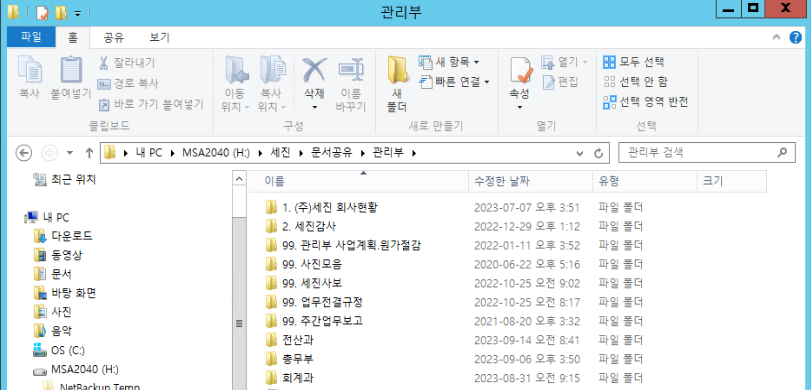 관리부
파일 홈 공유 보기
복사 붙여넣기 잘라내기 경로 복사 바로 가기 붙여넣기
이동 위치 복사 위치 삭제 이름 바꾸기
새 폴더 새 항목 빠른 연결
속성 열기 편집
모두 선택 선택 안 함 선택 영역 반전
클립보드 구성 새로 만들기 열기 선택
내 PC MSA2040 (H:) 세진 문서공유 관리부
관리부 검색
최근 위치
내 PC
다운로드
동영상
문서
바탕 화면
사진
음악
OS (C:)
MSA2040 (H:)
NetBackup Temp
이름 수정한 날짜 유형 크기
1. (주)세진 회사현황 2023-07-07 오후 3:51 파일 폴더
2. 세진감사 2022-12-29 오후 1:12 파일 폴더
99. 관리부 사업계획.원가절감 2022-01-11 오후 3:52 파일 폴더
99. 사진모음 2020-06-22 오후 5:16 파일 폴더
99. 세진사보 2022-10-25 오전 9:02 파일 폴더
99. 업무전결규정 2022-10-25 오전 8:17 파일 폴더
99. 주간업무보고 2021-08-20 오후 3:32 파일 폴더
전산과 2023-09-14 오전 8:41 파일 폴더
총무부 2023-09-06 오후 3:50 파일 폴더
회계과 2023-08-31 오전 9:15 파일 폴더